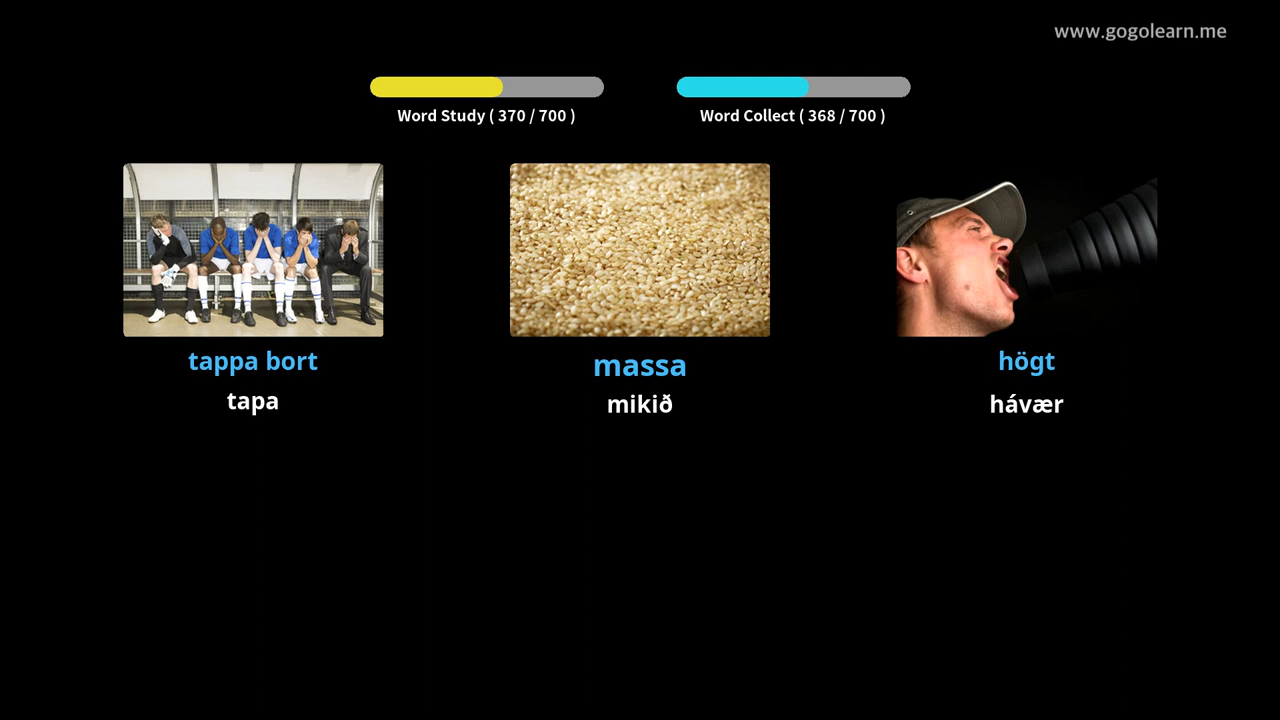 www.gogolearn.me
Word Study ( 370 / 700 )
Word Collect ( 368 / 700 )
tappa bort
massa
högt
tapa
mikið
hávær